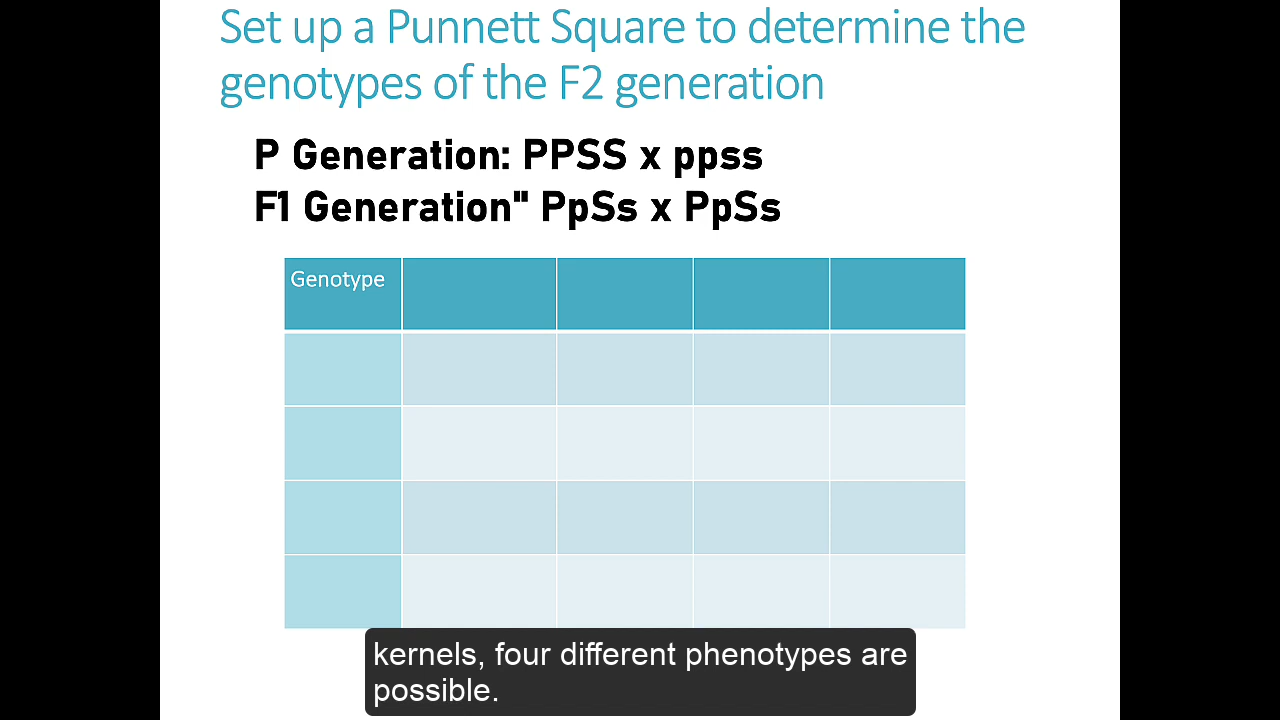 Set up a Punnett Square to determine the
genotypes of the F2 generation
P Generation: PPSS x ppss
F1 Generation" PpSs x PpSs
Genotype
kernels, four different phenotypes are
possible.